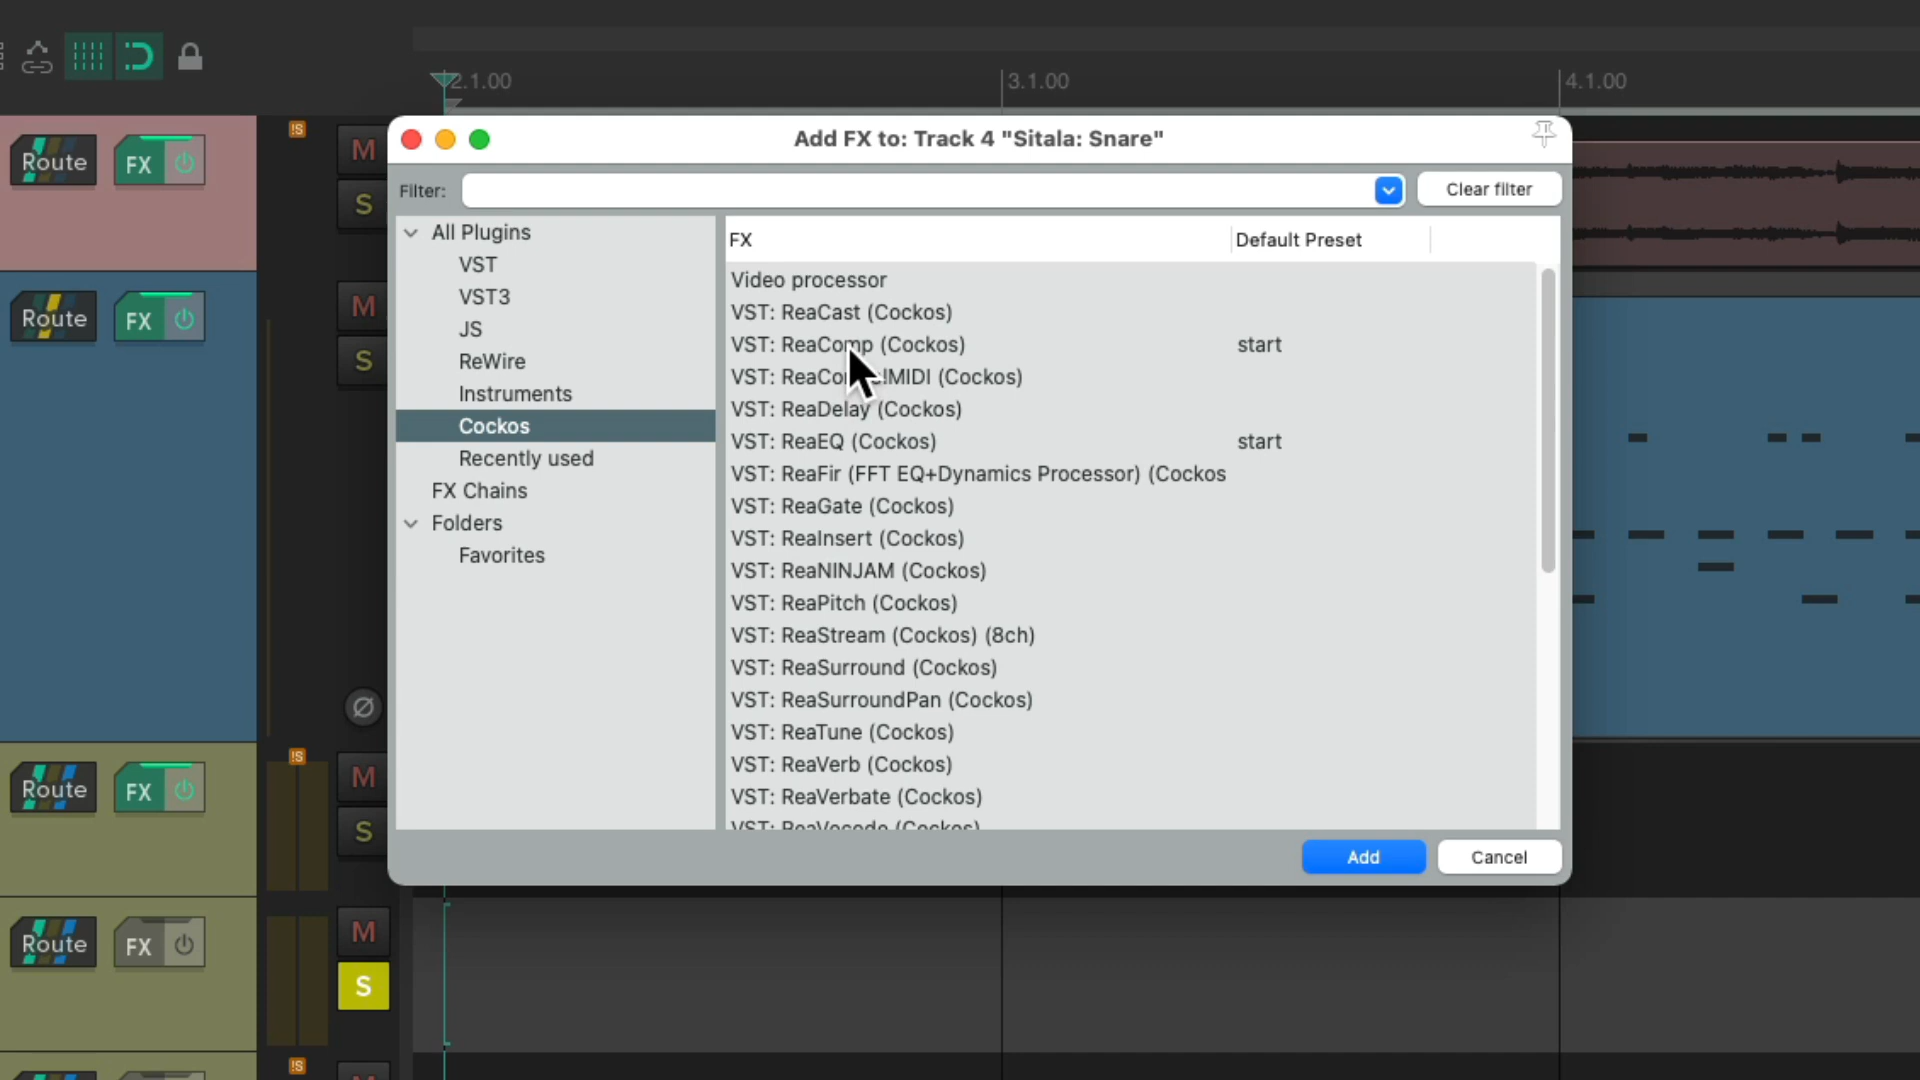 2.1.00
3.1.00
4.1.00
Route FX M
S
Add FX to: Track 4 "Sitala: Snare"
Filter:
Clear filter
All Plugins
VST
VST3
JS
ReWire
Instruments
Cockos
Recently used
FX Chains
Folders
Favorites
FX Default Preset
Video processor
VST: ReaCast (Cockos)
VST: ReaComp (Cockos) start
MIDI (Cockos)
VST: ReaDelay (Cockos)
VST: ReaEQ (Cockos) start
VST: ReaFir (FFT EQ+Dynamics Processor) (Cockos
VST: ReaGate (Cockos)
VST: ReaInsert (Cockos)
VST: ReaNINJAM (Cockos)
VST: ReaPitch (Cockos)
VST: ReaStream (Cockos) (8ch)
VST: ReaSurround (Cockos)
VST: ReaSurroundPan (Cockos)
VST: ReaTune (Cockos)
VST: ReaVerb (Cockos)
VST: ReaVerbate (Cockos)
VST: ReaVocode (Cockos)
Add
Cancel
Route FX M
S
Route FX M
S
Route FX M
S